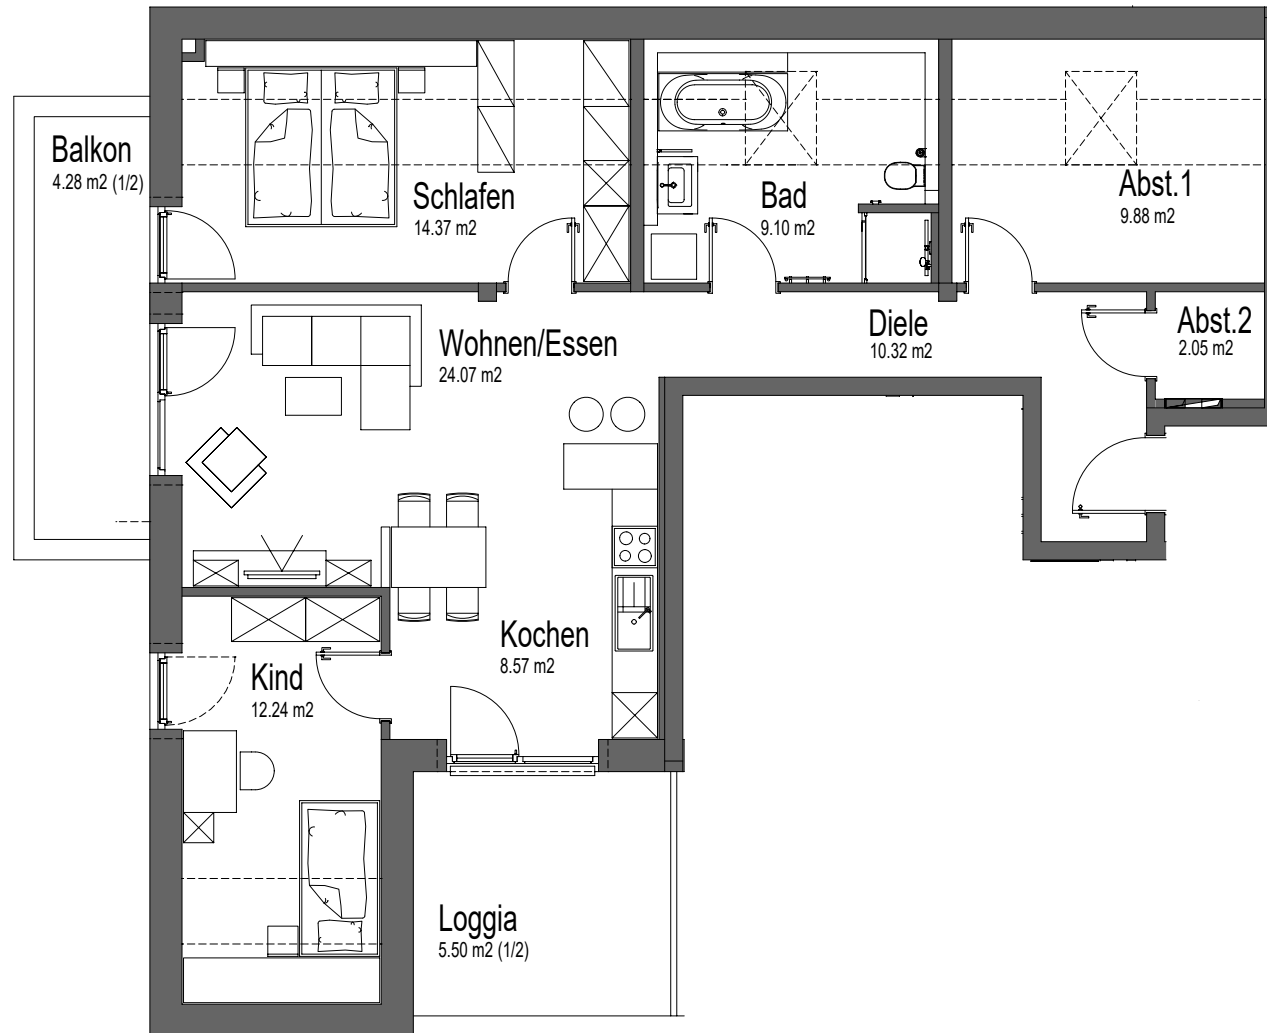 Balkon
4.28 m2 (1/2)
Schlafen
14.37 m2
Bad
9.10 m2
Abst.1
9.88 m2
Wohnen/Essen
24.07 m2
Diele
10.32 m2
Abst.2
2.05 m2
Kochen
8.57 m2
Kind
12.24 m2
Loggia
5.50 m2 (1/2)